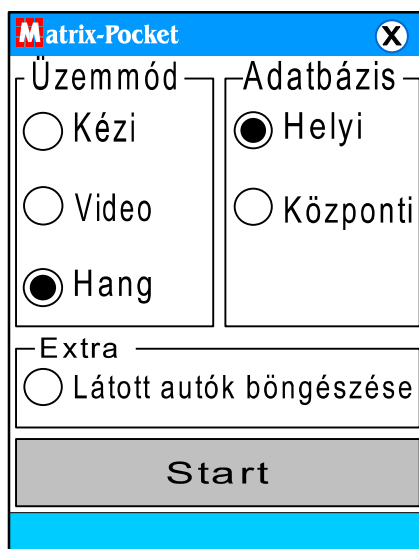 Matrix-Pocket X
Üzemmód
Kézi
Video
Hang
Adatbázis
Helyi
Központi
Extra
Látott autók böngészése
Start